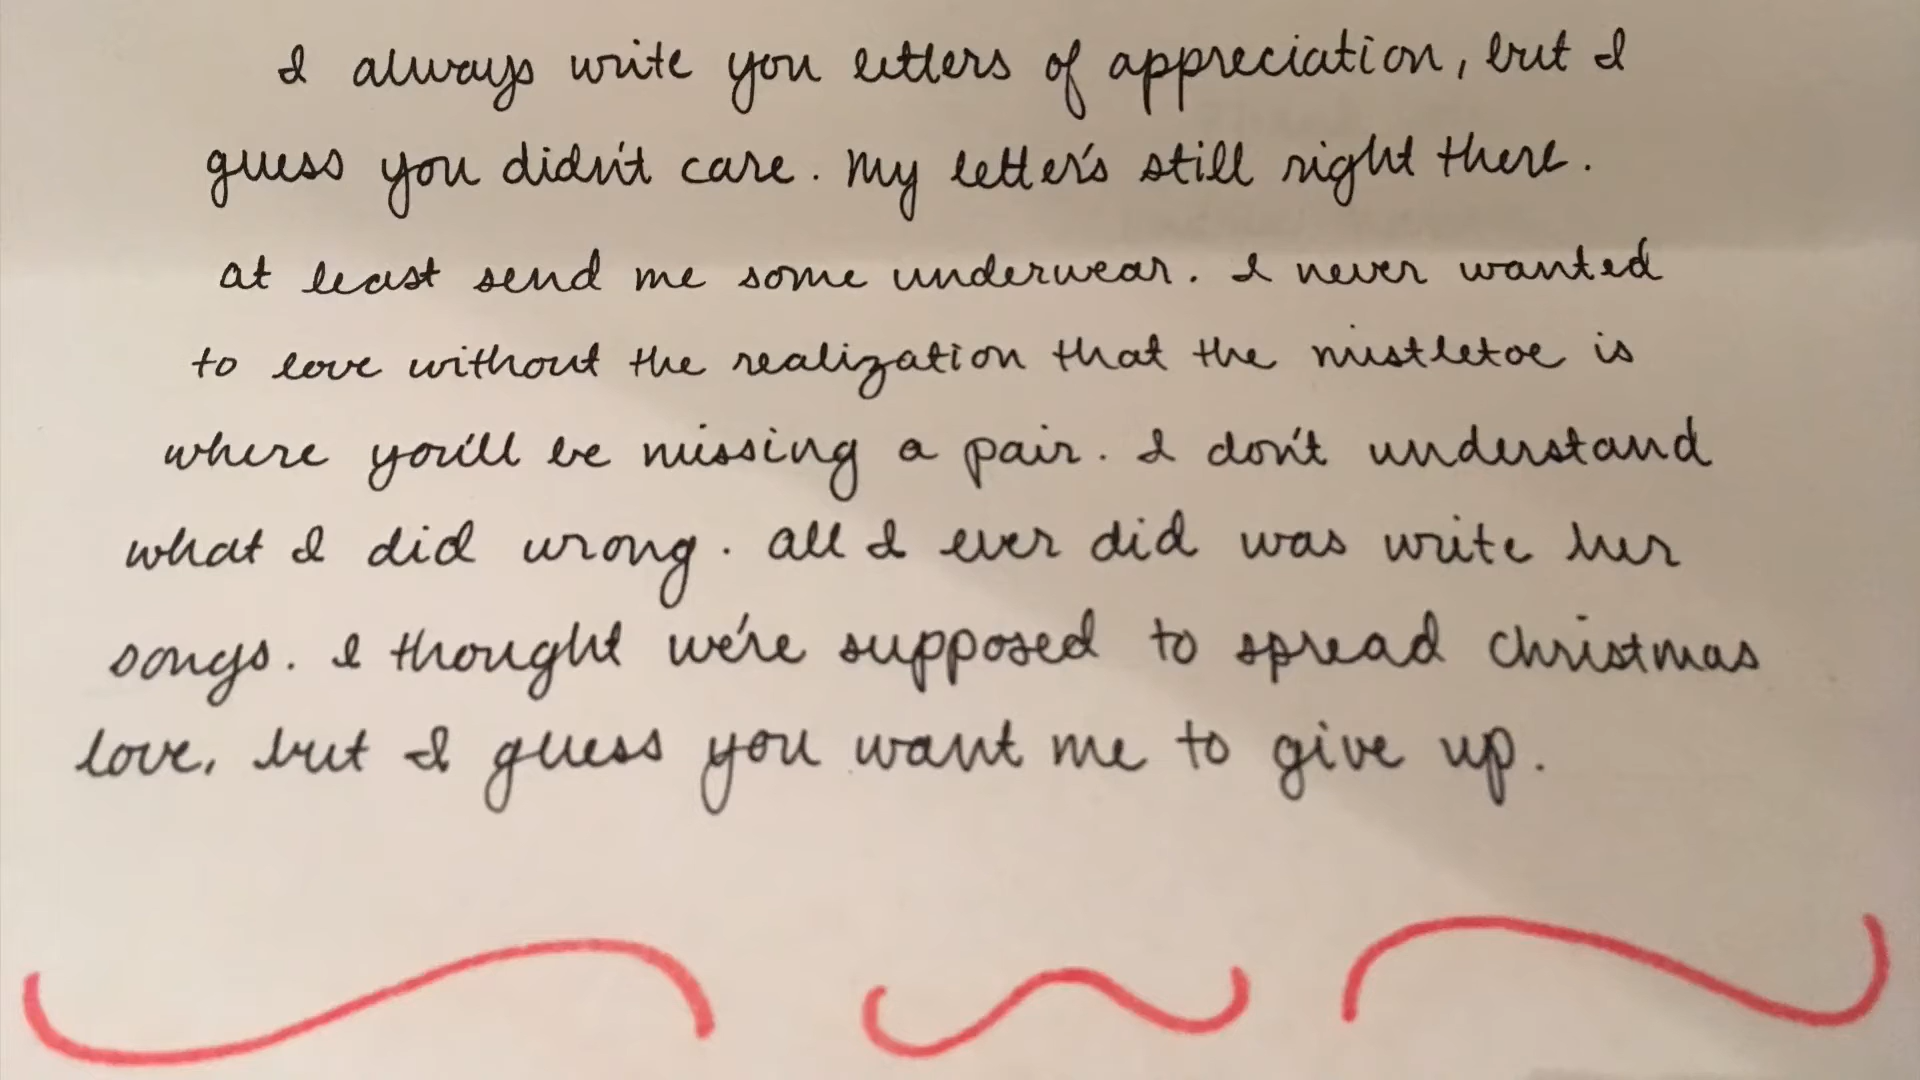 I always write you letters of appreciation, but I
guess you didn't care. My letter's still right there.
at least send me some underwear. I never wanted
to love without the realization that the mistletoe is
where you'll be missing a pair. I don't understand
what I did wrong. all I ever did was write her
songs. I thought we're supposed to spread christmas
love, but I guess you want me to give up.